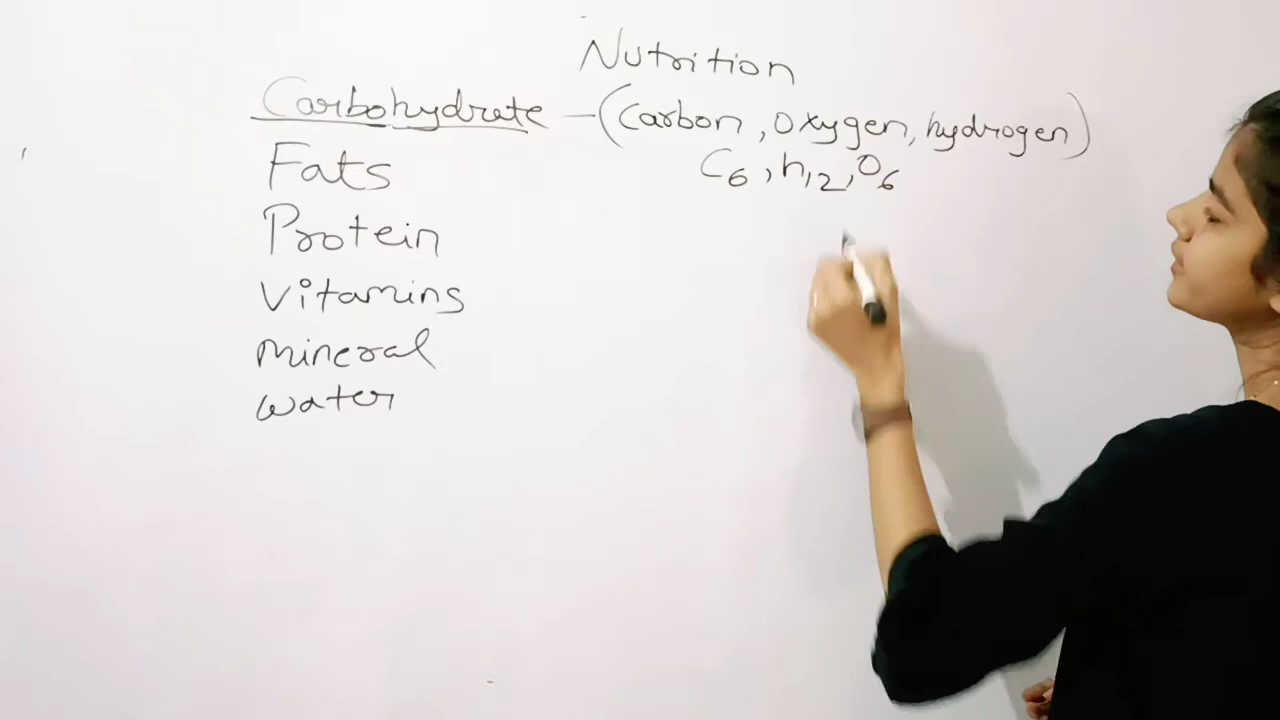 Nutrition
Carbohydrate - (Carbon, Oxygen, hydrogen)
C6, h12, O6
Fats
Protein
Vitamins
mineral
water